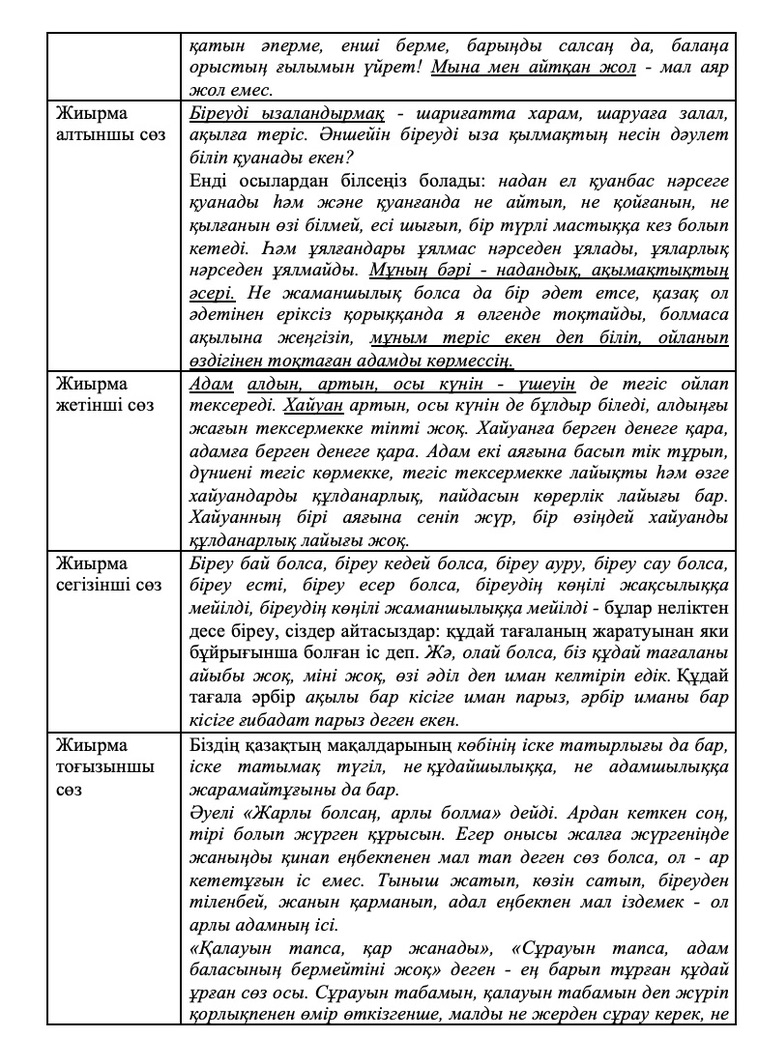 қатын әперме, енші берме, барыңды салсаң да, балаңа
орыстың ғылымын үйрет! Мына мен айтқан жол - мал аяр
жол емес.
Жиырма
алтыншы сөз
Біреуді ызаландырмақ - шариғатта харам, шаруаға залал,
ақылға теріс. Әншейін біреуді ыза қылмақтың несін дәулет
біліп қуанады екен?
Енді осылардан білсеңіз болады: надан ел қуанбас нәрсеге
қуанады һәм және қуанғанда не айтып, не қойғанын, не
қылғанын өзі білмей, есі шығып, бір түрлі мастыққа кез болып
кетеді. Һәм ұялғандары ұялмас нәрседен ұялады, ұяларлық
нәрседен ұялмайды. Мұның бәрі - надандық, ақымақтықтың
әсері. Не жаманшылық болса да бір әдет етсе, қазақ ол
әдетінен еріксіз қорыққанда я өлгенде тоқтайды, болмаса
ақылына жеңгізіп, мұным теріс екен деп біліп, ойланып
өздігінен тоқтаған адамды көрмессің.
Жиырма
жетінші сөз
Адам алдын, артын, осы күнін - үшеуін де тегіс ойлап
тексереді. Хайуан артын, осы күнін де бұлдыр біледі, алдыңғы
жағын тексермекке тіпті жоқ. Хайуанға берген денеге қара,
адамға берген денеге қара. Адам екі аяғына басып тік тұрып,
дүниені тегіс көрмекке, тегіс тексермекке лайықты һәм өзге
хайуандарды құлданарлық, пайдасын көрерлік лайығы бар.
Хайуанның бірі аяғына сеніп жүр, бір өзіңдей хайуанды
құлданарлық лайығы жоқ.
Жиырма
сегізінші сөз
Біреу бай болса, біреу кедей болса, біреу ауру, біреу сау болса,
біреу есті, біреу есер болса, біреудің көңілі жақсылыққа
мейілді, біреудің көңілі жаманшылыққа мейілді - бұлар неліктен
десе біреу, сіздер айтасыздар: құдай тағаланың жаратуынан яки
бұйрығынша болған іс деп. Жә, олай болса, біз құдай тағаланы
айыбы жоқ, міні жоқ, өзі әділ деп иман келтіріп едік. Құдай
тағала әрбір ақылы бар кісіге иман парыз, әрбір иманы бар
кісіге ғибадат парыз деген екен.
Жиырма
тоғызыншы
сөз
Біздің қазақтың мақалдарының көбінің іске татырлығы да бар,
іске татымақ түгіл, не құдайшылыққа, не адамшылыққа
жарамайтұғыны да бар.
Әуелі «Жарлы болсаң, арлы болма» дейді. Ардан кеткен соң,
тірі болып жүрген құрысын. Егер онысы жалға жүргеніңде
жаныңды қинап еңбекпенен мал тап деген сөз болса, ол - ар
кететұғын іс емес. Тыныш жатып, көзін сатып, біреуден
тіленбей, жанын қарманып, адал еңбекпен мал іздемек - ол
арлы адамның ісі.
«Қалауын тапса, қар жанады», «Сұрауын тапса, адам
баласының бермейтіні жоқ» деген - ең барып тұрған құдай
ұрған сөз осы. Сұрауын табамын, қалауын табамын деп жүріп
қорлықпенен өмір өткізгенше, малды не жерден сұрау керек, не